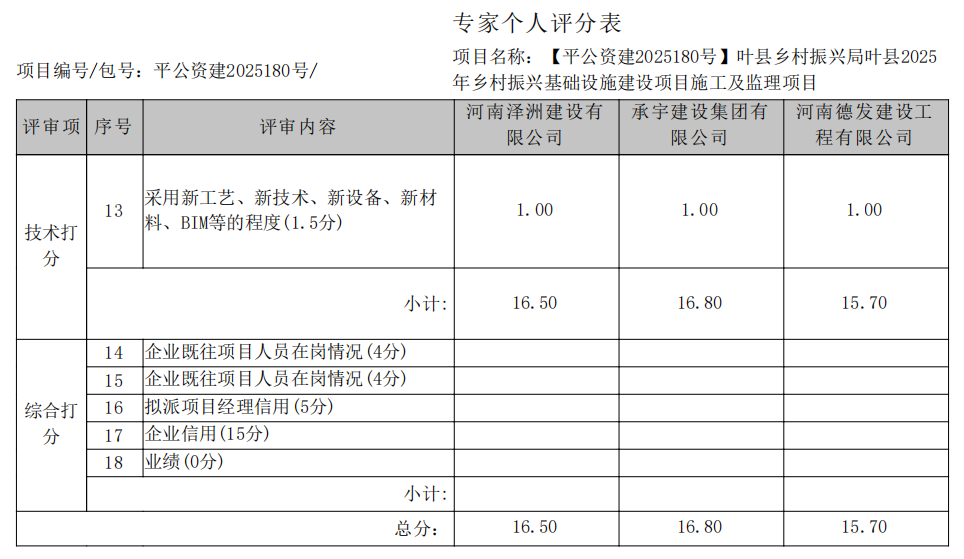 专家个人评分表
项目编号/包号：平公资建2025180号/
项目名称：【平公资建2025180号】叶县乡村振兴局叶县2025
年乡村振兴基础设施建设项目施工及监理项目
评审项 序号 评审内容 河南泽洲建设有限公司 承宇建设集团有限公司 河南德发建设工程有限公司
技术打分
13 采用新工艺、新技术、新设备、新材料、BIM等的程度(1.5分) 1.00 1.00 1.00
小计: 16.50 16.80 15.70
综合打分
14 企业既往项目人员在岗情况(4分)
15 企业既往项目人员在岗情况(4分)
16 拟派项目经理信用(5分)
17 企业信用(15分)
18 业绩(0分)
小计:
总分: 16.50 16.80 15.70